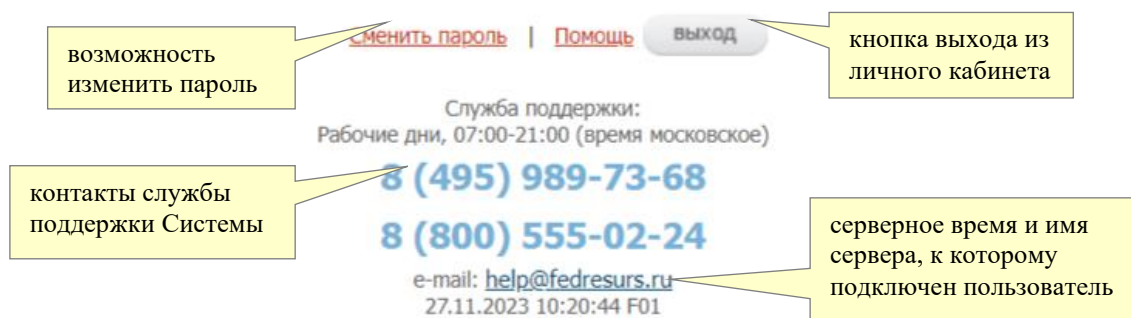 возможность
изменить пароль
Сменить пароль | Помощь выход
кнопка выхода из
личного кабинета
Служба поддержки:
Рабочие дни, 07:00-21:00 (время московское)
контакты службы
поддержки Системы
8 (495) 989-73-68
8 (800) 555-02-24
серверное время и имя
сервера, к которому
подключен пользователь
e-mail: help@fedresurs.ru
27.11.2023 10:20:44 F01